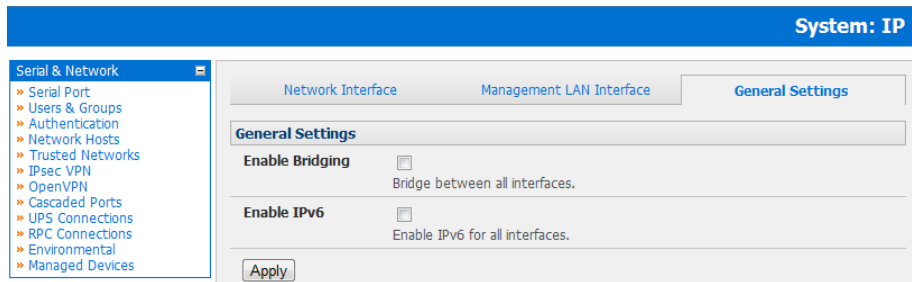 System: IP
Serial & Network
» Serial Port
» Users & Groups
» Authentication
» Network Hosts
» Trusted Networks
» IPsec VPN
» OpenVPN
» Cascaded Ports
» UPS Connections
» RPC Connections
» Environmental
» Managed Devices
Network Interface Management LAN Interface General Settings
General Settings
Enable Bridging
Bridge between all interfaces.
Enable IPv6
Enable IPv6 for all interfaces.
Apply